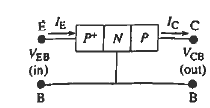 E I_E P+ N P I_C C
V_EB V_CB
(in) (out)
B B